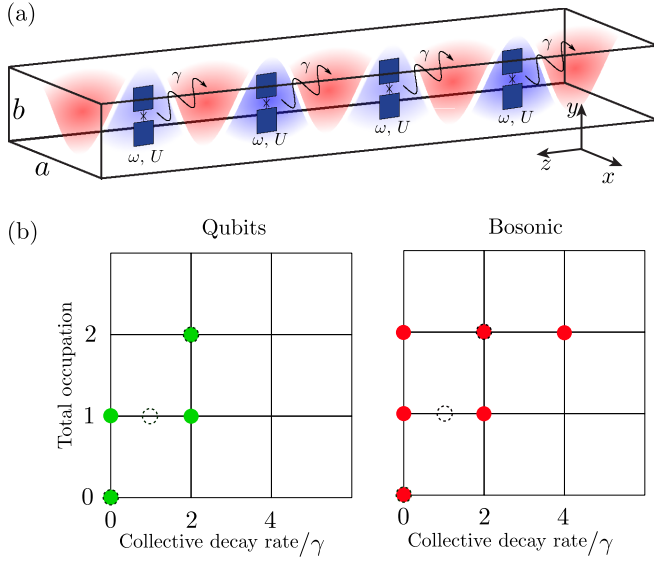 (a)
γ γ γ γ
b
ω, U ω, U ω, U ω, U
a
y
z
x
(b)
Qubits Bosonic
Total occupation
2
1
0
0 2 4 0 2 4
Collective decay rate/γ Collective decay rate/γ